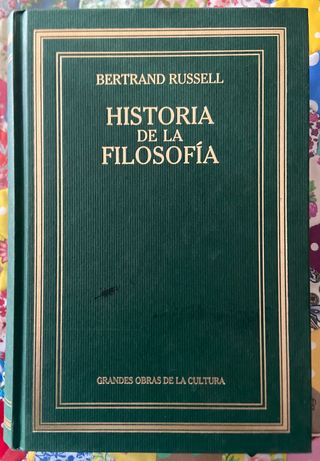 BERTRAND RUSSELL
HISTORIA
DE LA
FILOSOFÍA
GRANDES OBRAS DE LA CULTURA